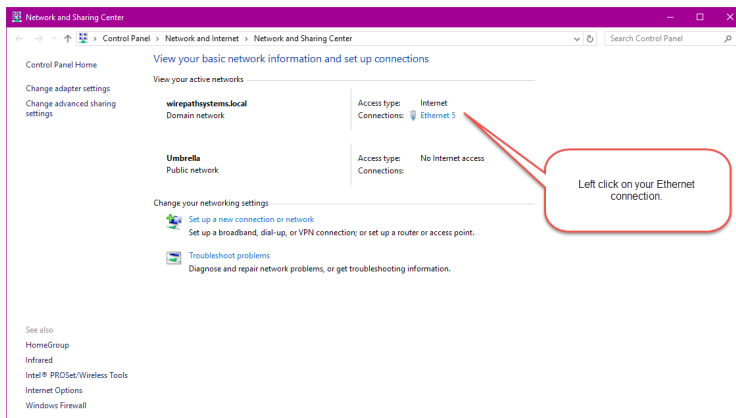 Network and Sharing Center
Control Panel > Network and Internet > Network and Sharing Center
Search Control Panel
Control Panel Home
Change adapter settings
Change advanced sharing
settings
View your basic network information and set up connections
View your active networks
wirepathsystems.local
Domain network
Access type: Internet
Connections: Ethernet 5
Umbrella
Public network
Access type: No Internet access
Connections:
Left click on your Ethernet
connection.
Change your networking settings
Set up a new connection or network
Set up a broadband, dial-up, or VPN connection; or set up a router or access point.
Troubleshoot problems
Diagnose and repair network problems, or get troubleshooting information.
See also
HomeGroup
Infrared
Intel® PROSet/Wireless Tools
Internet Options
Windows Firewall